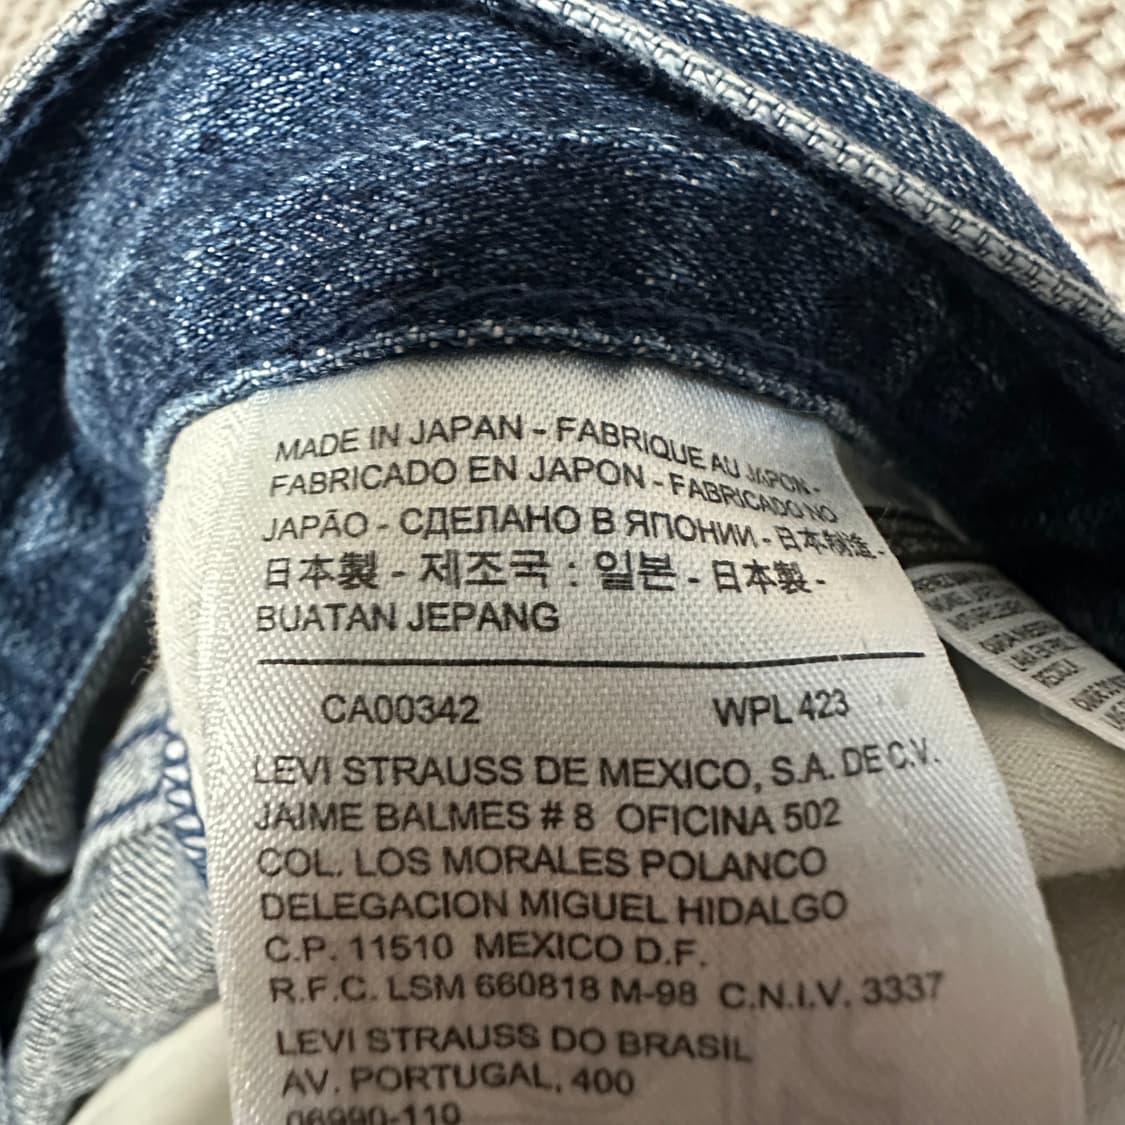 MADE IN JAPAN - FABRIQUE AU JAPON -
FABRICADO EN JAPON - FABRICADO NO
JAPÃO - СДЕЛАНО В ЯПОНИИ - 日本制造 -
日本製 - 제조국 : 일본 - 日本製 -
BUATAN JEPANG
CA00342 WPL 423
LEVI STRAUSS DE MEXICO, S.A. DE C.V.
JAIME BALMES # 8 OFICINA 502
COL. LOS MORALES POLANCO
DELEGACION MIGUEL HIDALGO
C.P. 11510 MEXICO D.F.
R.F.C. LSM 660818 M-98 C.N.I.V. 3337
LEVI STRAUSS DO BRASIL
AV. PORTUGAL, 400
06990-110